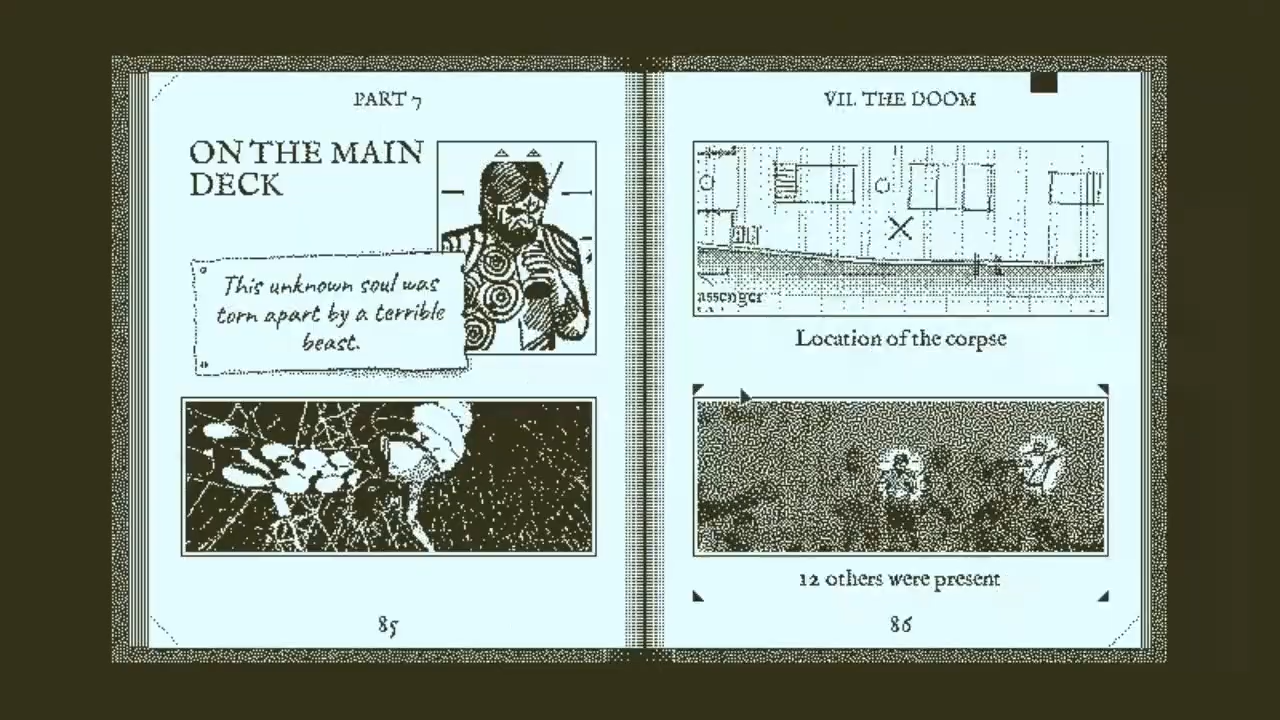 PART 7
ON THE MAIN
DECK
This unknown soul was
torn apart by a terrible
beast.
85
VII. THE DOOM
assenger
Location of the corpse
12 others were present
86